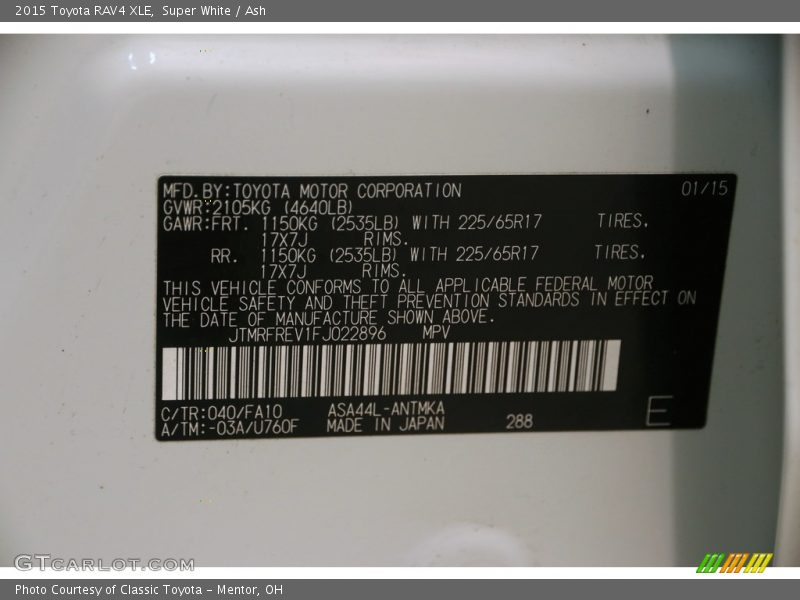 2015 Toyota RAV4 XLE, Super White / Ash
MFD.BY:TOYOTA MOTOR CORPORATION 01/15
GVWR:2105KG (4640LB)
GAWR:FRT. 1150KG (2535LB) WITH 225/65R17 TIRES.
17X7J RIMS.
RR. 1150KG (2535LB) WITH 225/65R17 TIRES.
17X7J RIMS.
THIS VEHICLE CONFORMS TO ALL APPLICABLE FEDERAL MOTOR
VEHICLE SAFETY AND THEFT PREVENTION STANDARDS IN EFFECT ON
THE DATE OF MANUFACTURE SHOWN ABOVE.
JTMRFREV1FJ022896 MPV
C/TR:040/FA10 ASA44L-ANTMKA
A/TM:-03A/U760F MADE IN JAPAN 288 E
GTCARLOT.COM
Photo Courtesy of Classic Toyota - Mentor, OH